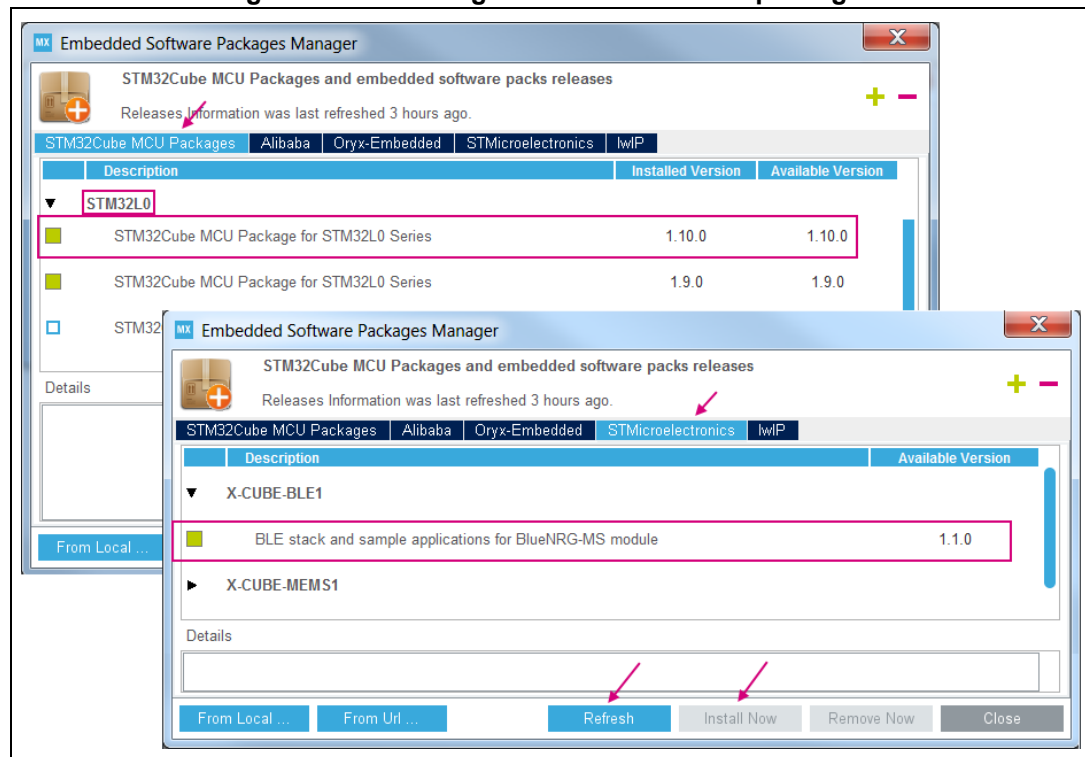 MX Embedded Software Packages Manager X
STM32Cube MCU Packages and embedded software packs releases
Releases Information was last refreshed 3 hours ago.
STM32Cube MCU Packages Alibaba Oryx-Embedded STMicroelectronics lwIP
Description Installed Version Available Version
STM32L0
STM32Cube MCU Package for STM32L0 Series 1.10.0 1.10.0
STM32Cube MCU Package for STM32L0 Series 1.9.0 1.9.0
STM32
Details
From Local ...
MX Embedded Software Packages Manager X
STM32Cube MCU Packages and embedded software packs releases
Releases Information was last refreshed 3 hours ago.
STM32Cube MCU Packages Alibaba Oryx-Embedded STMicroelectronics lwIP
Description Available Version
X-CUBE-BLE1
BLE stack and sample applications for BlueNRG-MS module 1.1.0
X-CUBE-MEMS1
Details
From Local ... From Url ... Refresh Install Now Remove Now Close